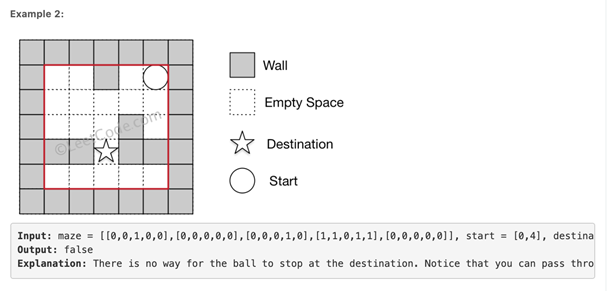 Example 2:
Wall
Empty Space
©LeetCode.com
Destination
Start
Input: maze = [[0,0,1,0,0],[0,0,0,0,0],[0,0,0,1,0],[1,1,0,1,1],[0,0,0,0,0]], start = [0,4], destina
Output: false
Explanation: There is no way for the ball to stop at the destination. Notice that you can pass thro